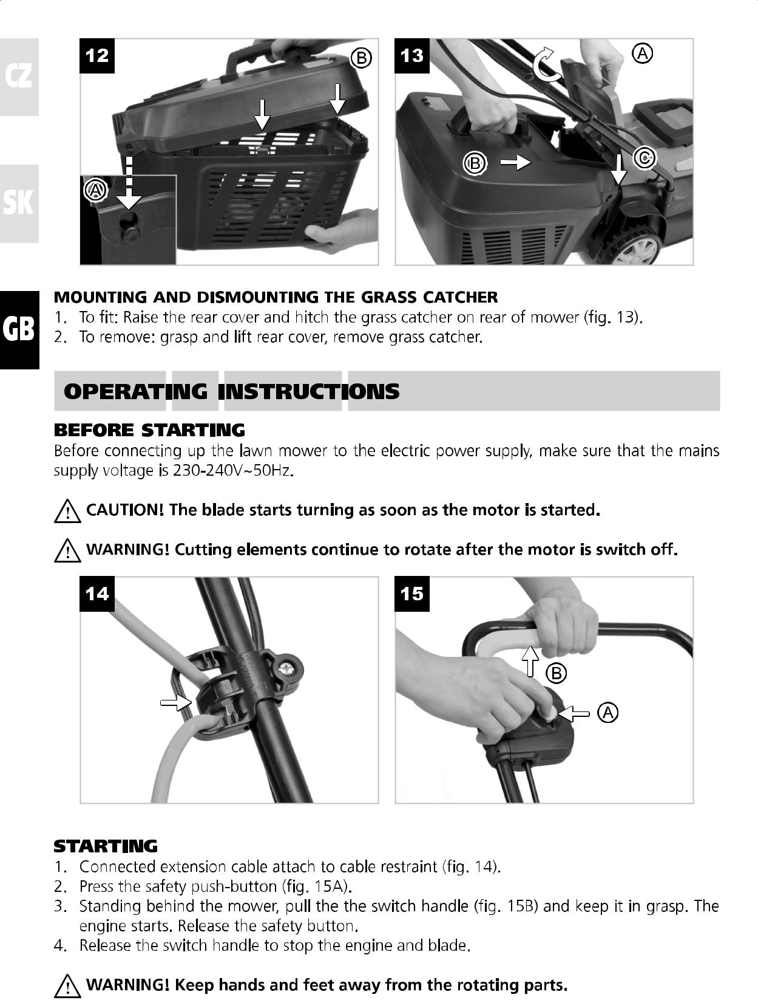 CZ
SK
GB
12
B
A
13
A
B
C
MOUNTING AND DISMOUNTING THE GRASS CATCHER
1. To fit: Raise the rear cover and hitch the grass catcher on rear of mower (fig. 13).
2. To remove: grasp and lift rear cover, remove grass catcher.
OPERATING INSTRUCTIONS
BEFORE STARTING
Before connecting up the lawn mower to the electric power supply, make sure that the mains
supply voltage is 230-240V~50Hz.
CAUTION! The blade starts turning as soon as the motor is started.
WARNING! Cutting elements continue to rotate after the motor is switch off.
14
15
B
A
STARTING
1. Connected extension cable attach to cable restraint (fig. 14).
2. Press the safety push-button (fig. 15A).
3. Standing behind the mower, pull the the switch handle (fig. 15B) and keep it in grasp. The
engine starts. Release the safety button.
4. Release the switch handle to stop the engine and blade.
WARNING! Keep hands and feet away from the rotating parts.